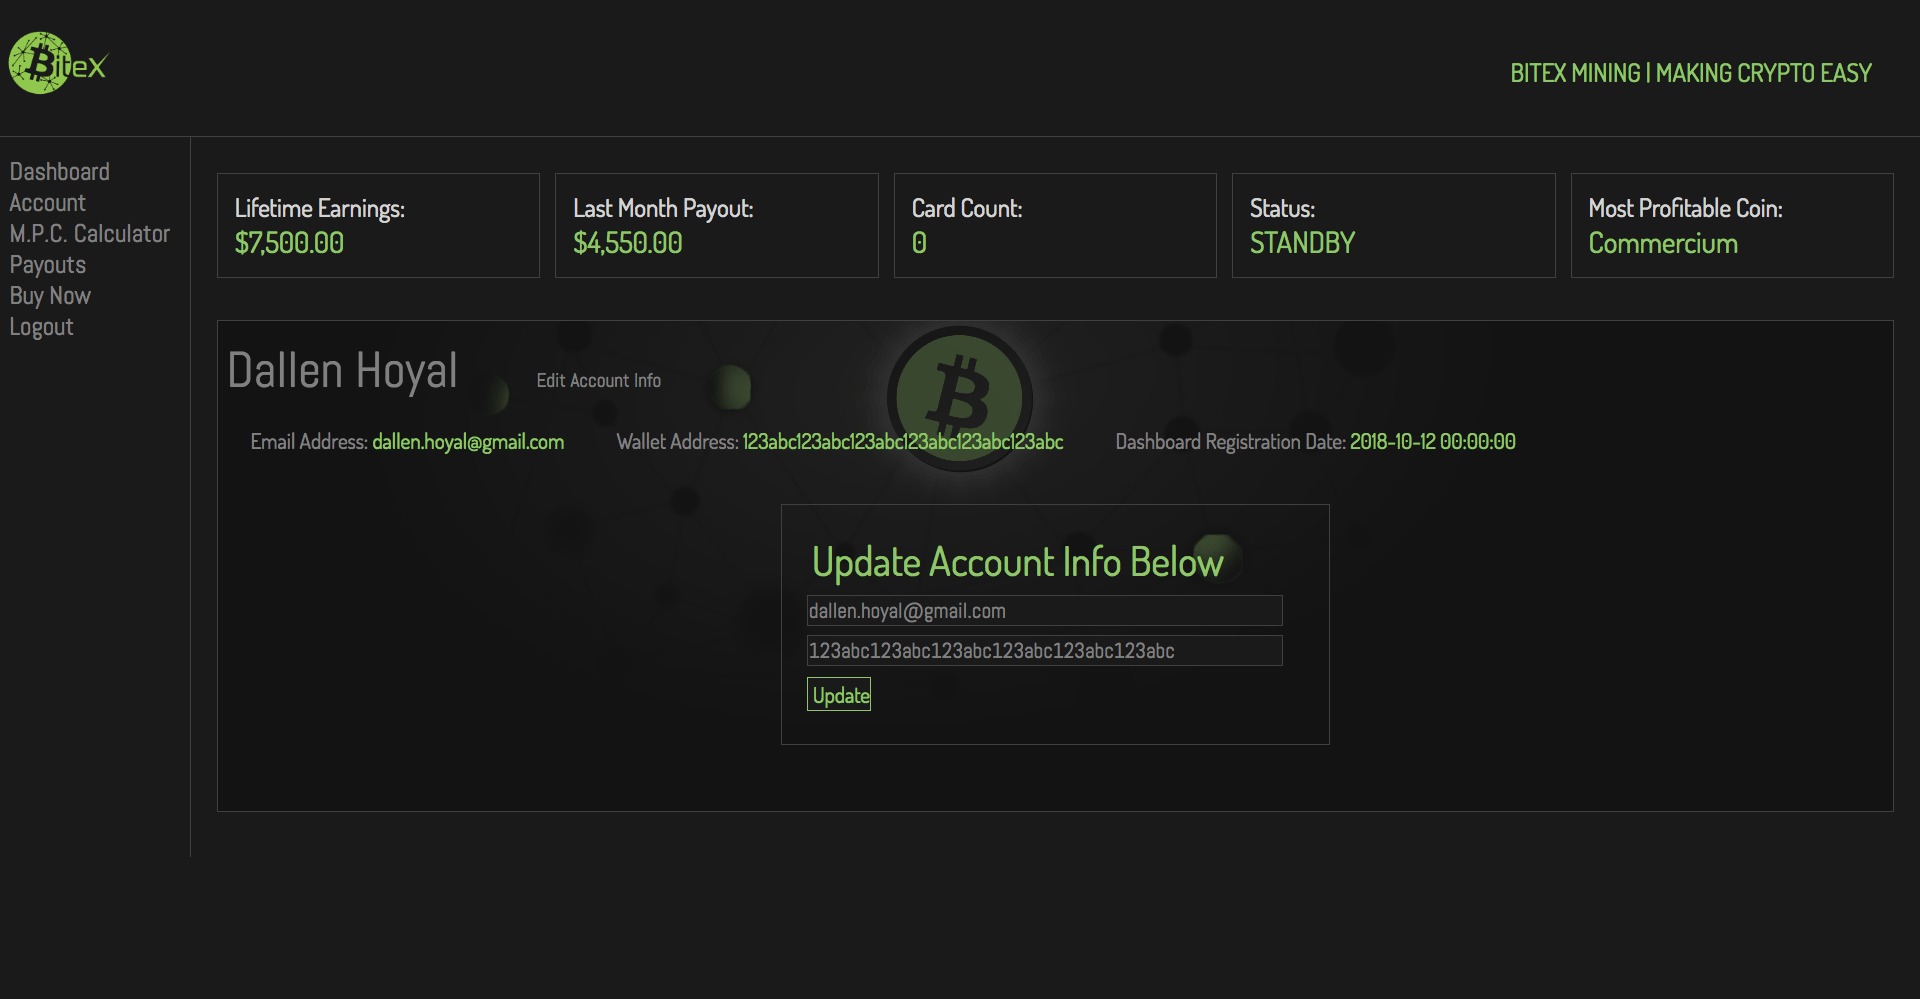 BiteX
BITEX MINING | MAKING CRYPTO EASY
Dashboard
Account
M.P.C. Calculator
Payouts
Buy Now
Logout
Lifetime Earnings:
$7,500.00
Last Month Payout:
$4,550.00
Card Count:
0
Status:
STANDBY
Most Profitable Coin:
Commercium
Dallen Hoyal
Edit Account Info
Email Address: dallen.hoyal@gmail.com
Wallet Address: 123abc123abc123abc123abc123abc123abc
Dashboard Registration Date: 2018-10-12 00:00:00
Update Account Info Below
dallen.hoyal@gmail.com
123abc123abc123abc123abc123abc123abc
Update